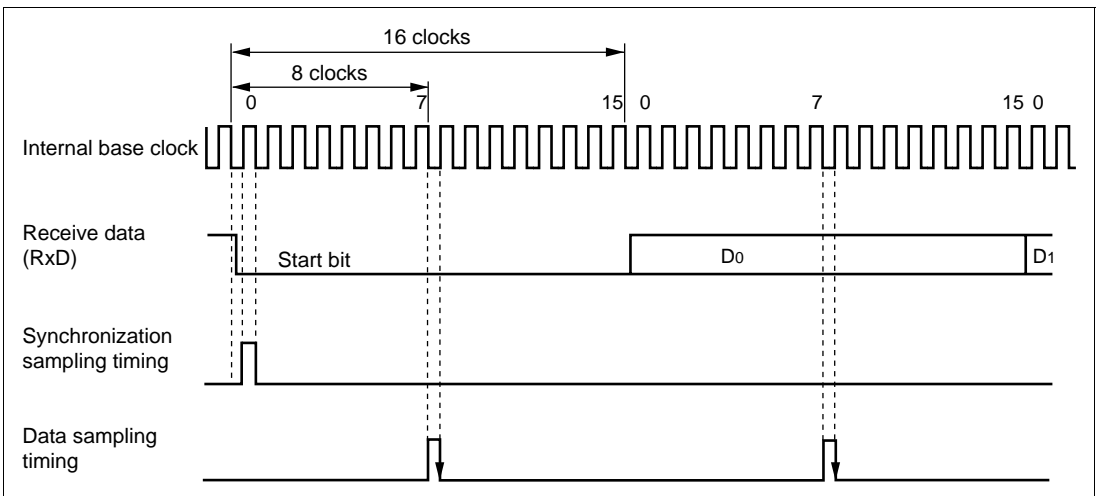 16 clocks
8 clocks
0 7 15 0 7 15 0
Internal base clock
Receive data
(RxD)
Start bit
D0
D1
Synchronization
sampling timing
Data sampling
timing